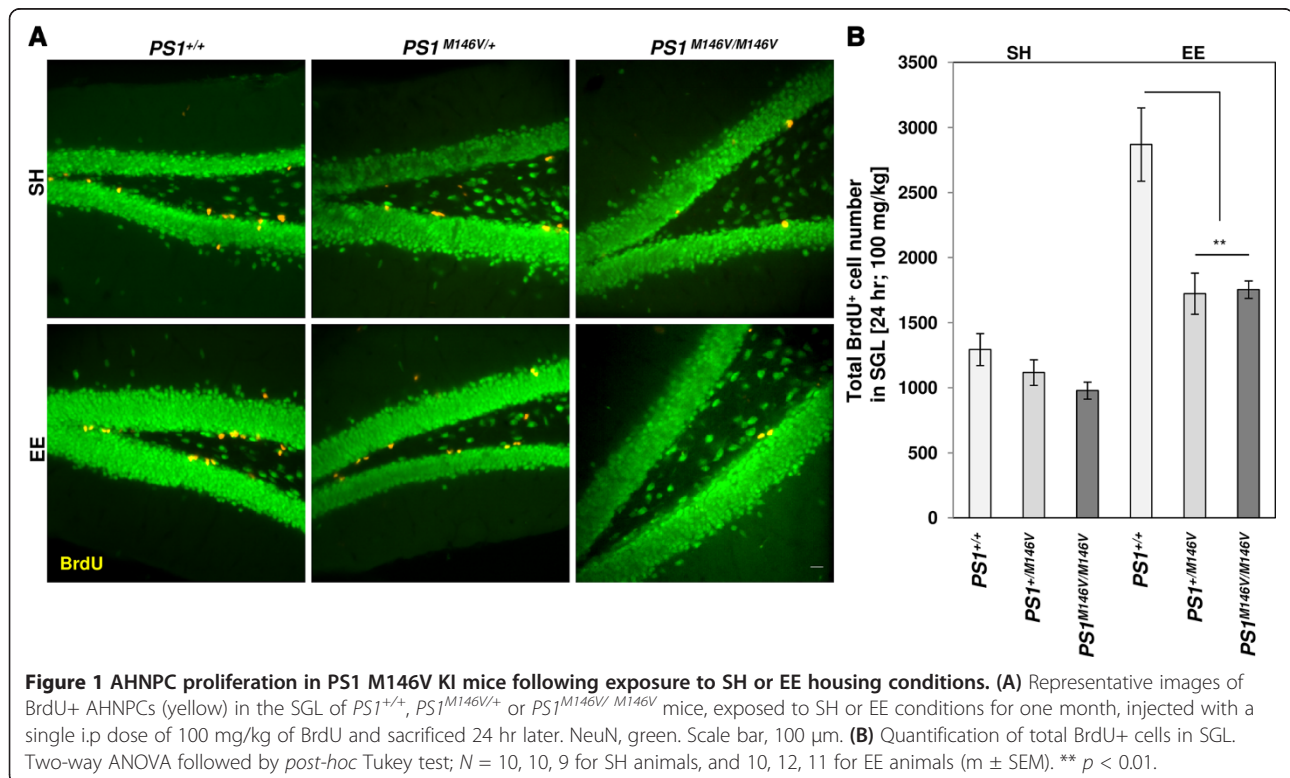 A
PS1+/+ PS1 M146V/+ PS1 M146V/M146V
SH
EE
BrdU
B
SH EE
Total BrdU+ cell number
in SGL [24 hr; 100 mg/kg]
3500
3000
2500
2000
1500
1000
500
0
**
PS1+/+
PS1+/M146V
PS1M146V/M146V
PS1+/+
PS1+/M146V
PS1M146V/M146V
Figure 1 AHNPC proliferation in PS1 M146V KI mice following exposure to SH or EE housing conditions. (A) Representative images of
BrdU+ AHNPCs (yellow) in the SGL of PS1+/+, PS1M146V/+ or PS1M146V/ M146V mice, exposed to SH or EE conditions for one month, injected with a
single i.p dose of 100 mg/kg of BrdU and sacrificed 24 hr later. NeuN, green. Scale bar, 100 μm. (B) Quantification of total BrdU+ cells in SGL.
Two-way ANOVA followed by post-hoc Tukey test; N = 10, 10, 9 for SH animals, and 10, 12, 11 for EE animals (m ± SEM). ** p < 0.01.